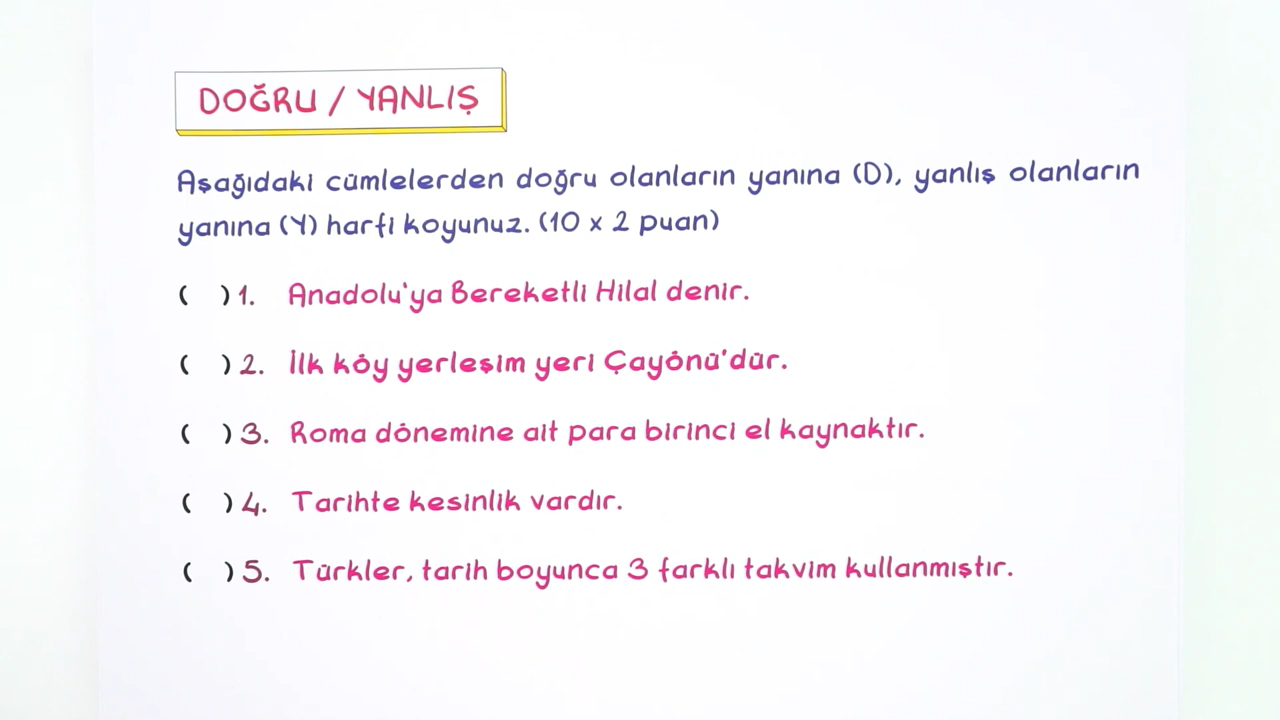 DOĞRU / YANLIŞ
Aşağıdaki cümlelerden doğru olanların yanına (D), yanlış olanların
yanına (Y) harfi koyunuz. (10 x 2 puan)
( ) 1. Anadolu'ya Bereketli Hilal denir.
( ) 2. İlk köy yerleşim yeri Çayönü'dür.
( ) 3. Roma dönemine ait para birinci el kaynaktır.
( ) 4. Tarihte kesinlik vardır.
( ) 5. Türkler, tarih boyunca 3 farklı takvim kullanmıştır.